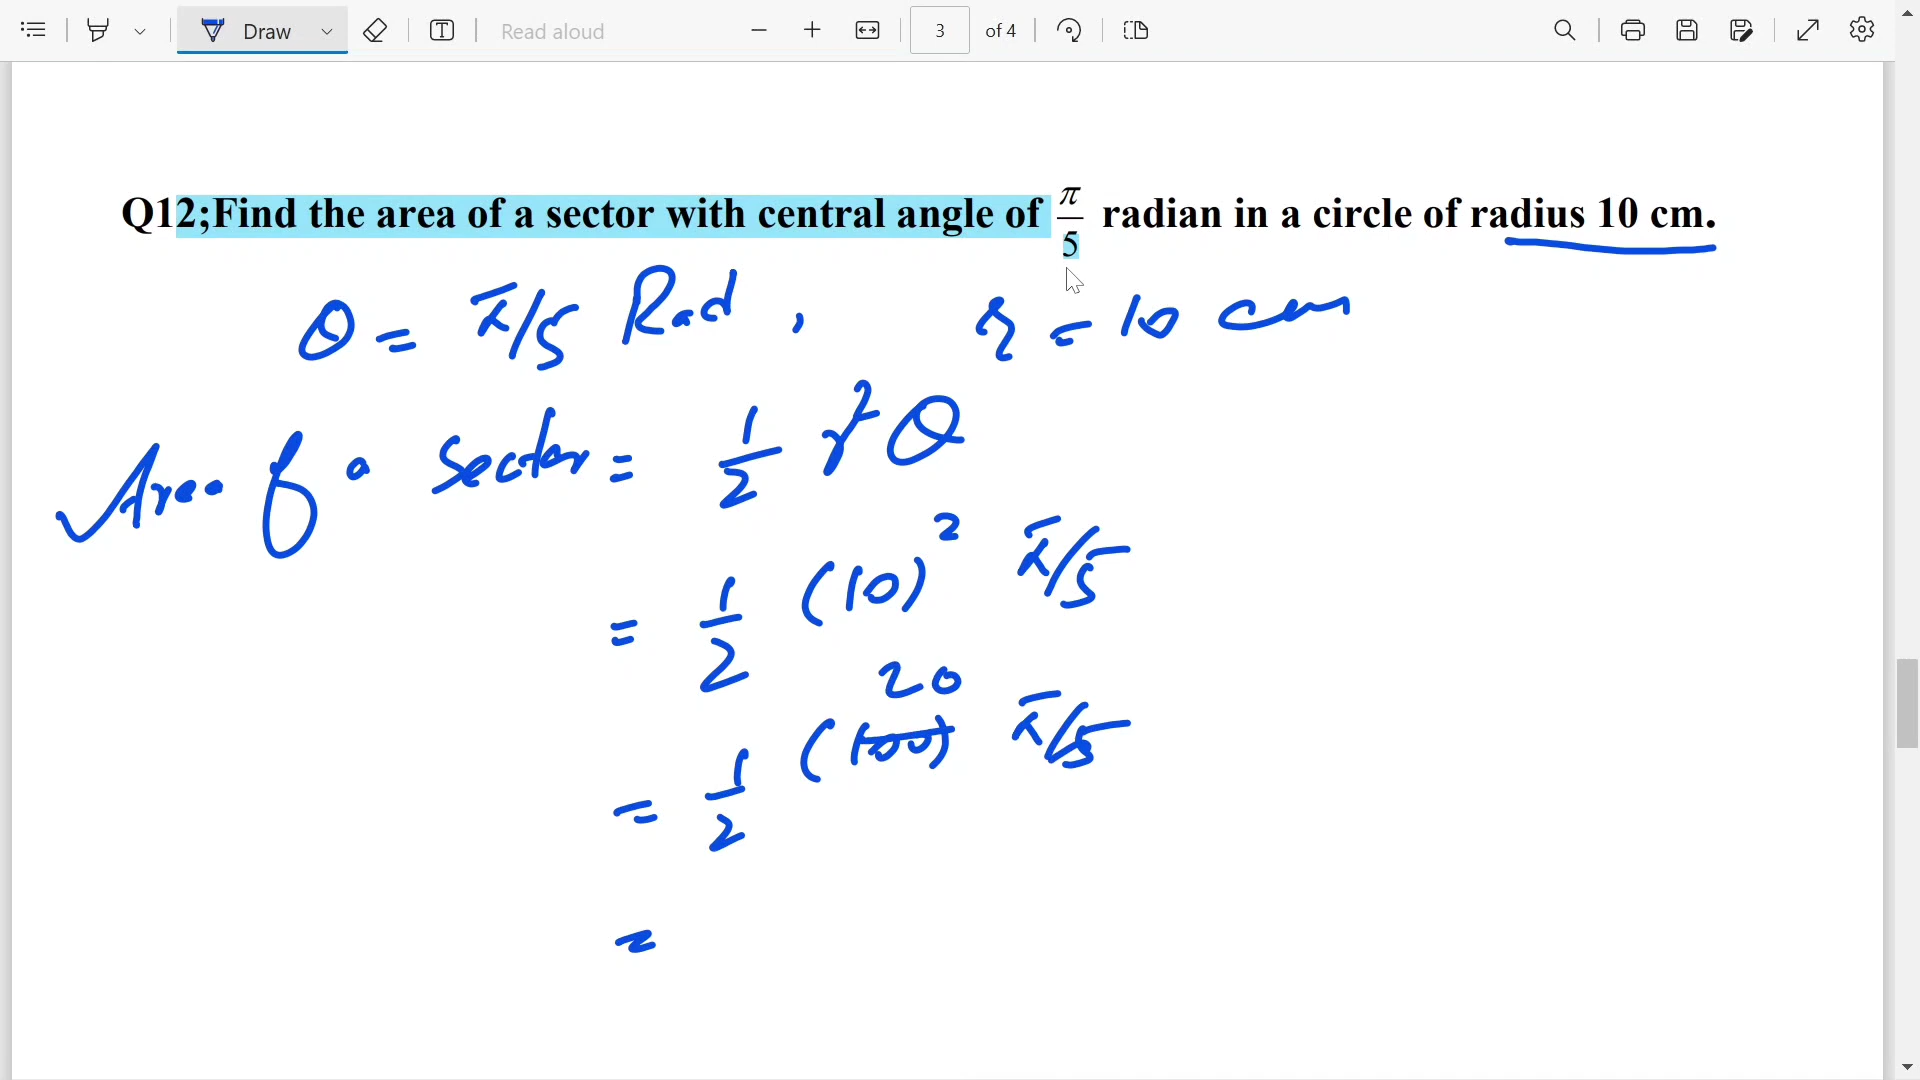 Draw Read aloud 3 of 4
Q12;Find the area of a sector with central angle of π/5 radian in a circle of radius 10 cm.
θ = π/5 Rad , r = 10 cm
Area of a sector = 1/2 r² θ
= 1/2 (10)² π/5
20
= 1/2 (100) π/5
=